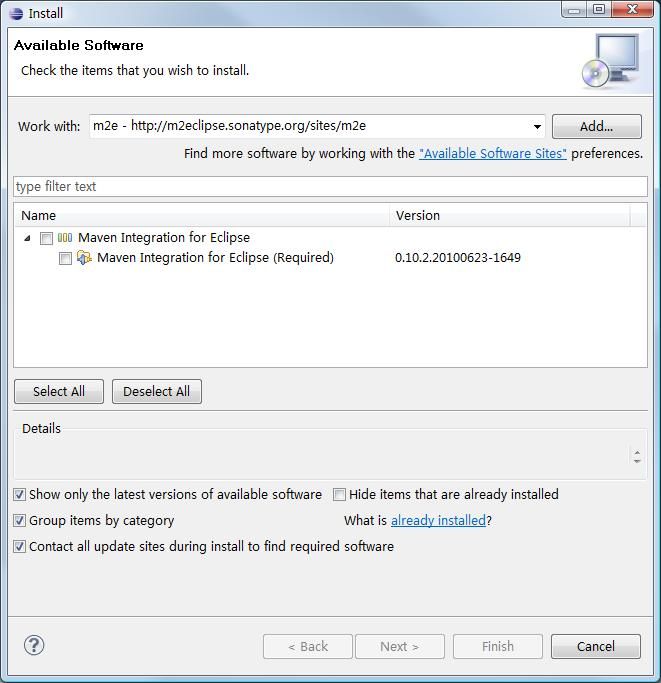 Install
Available Software
Check the items that you wish to install.
Work with: m2e - http://m2eclipse.sonatype.org/sites/m2e Add...
Find more software by working with the "Available Software Sites" preferences.
type filter text
Name Version
Maven Integration for Eclipse
Maven Integration for Eclipse (Required) 0.10.2.20100623-1649
Select All Deselect All
Details
Show only the latest versions of available software Hide items that are already installed
Group items by category What is already installed?
Contact all update sites during install to find required software
? < Back Next > Finish Cancel